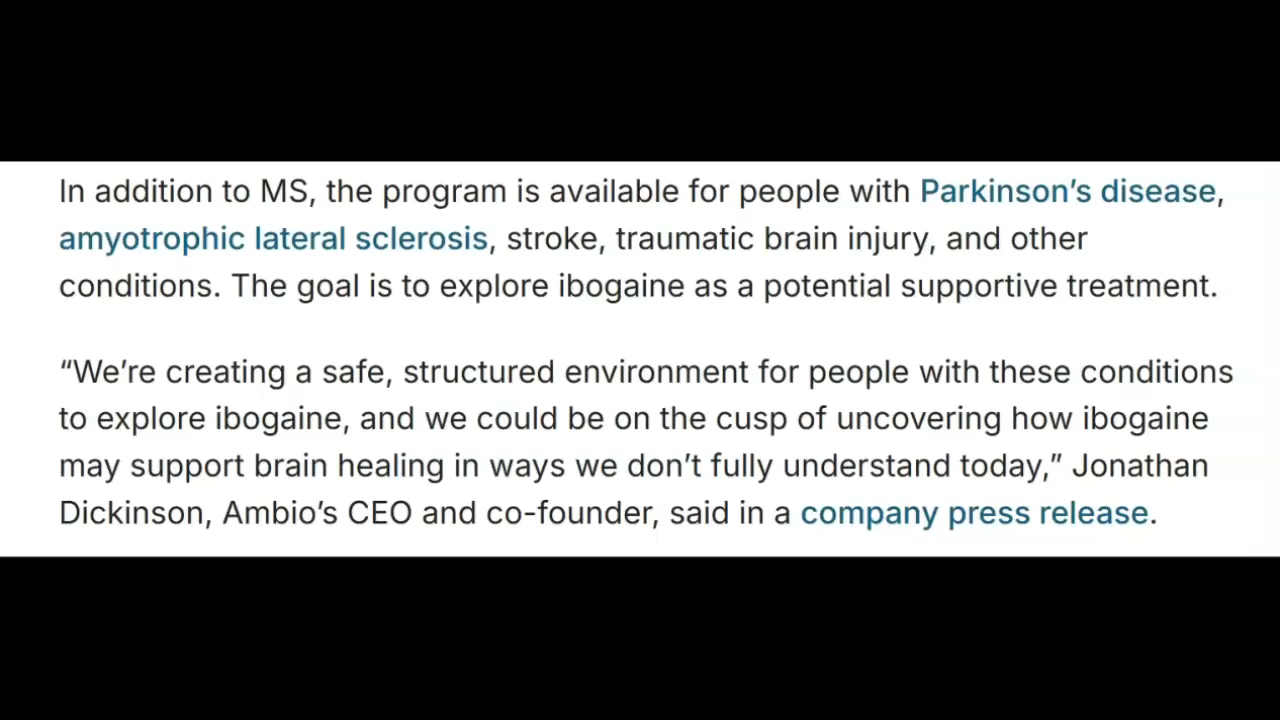 In addition to MS, the program is available for people with Parkinson’s disease,
amyotrophic lateral sclerosis, stroke, traumatic brain injury, and other
conditions. The goal is to explore ibogaine as a potential supportive treatment.
“We’re creating a safe, structured environment for people with these conditions
to explore ibogaine, and we could be on the cusp of uncovering how ibogaine
may support brain healing in ways we don’t fully understand today,” Jonathan
Dickinson, Ambio’s CEO and co-founder, said in a company press release.